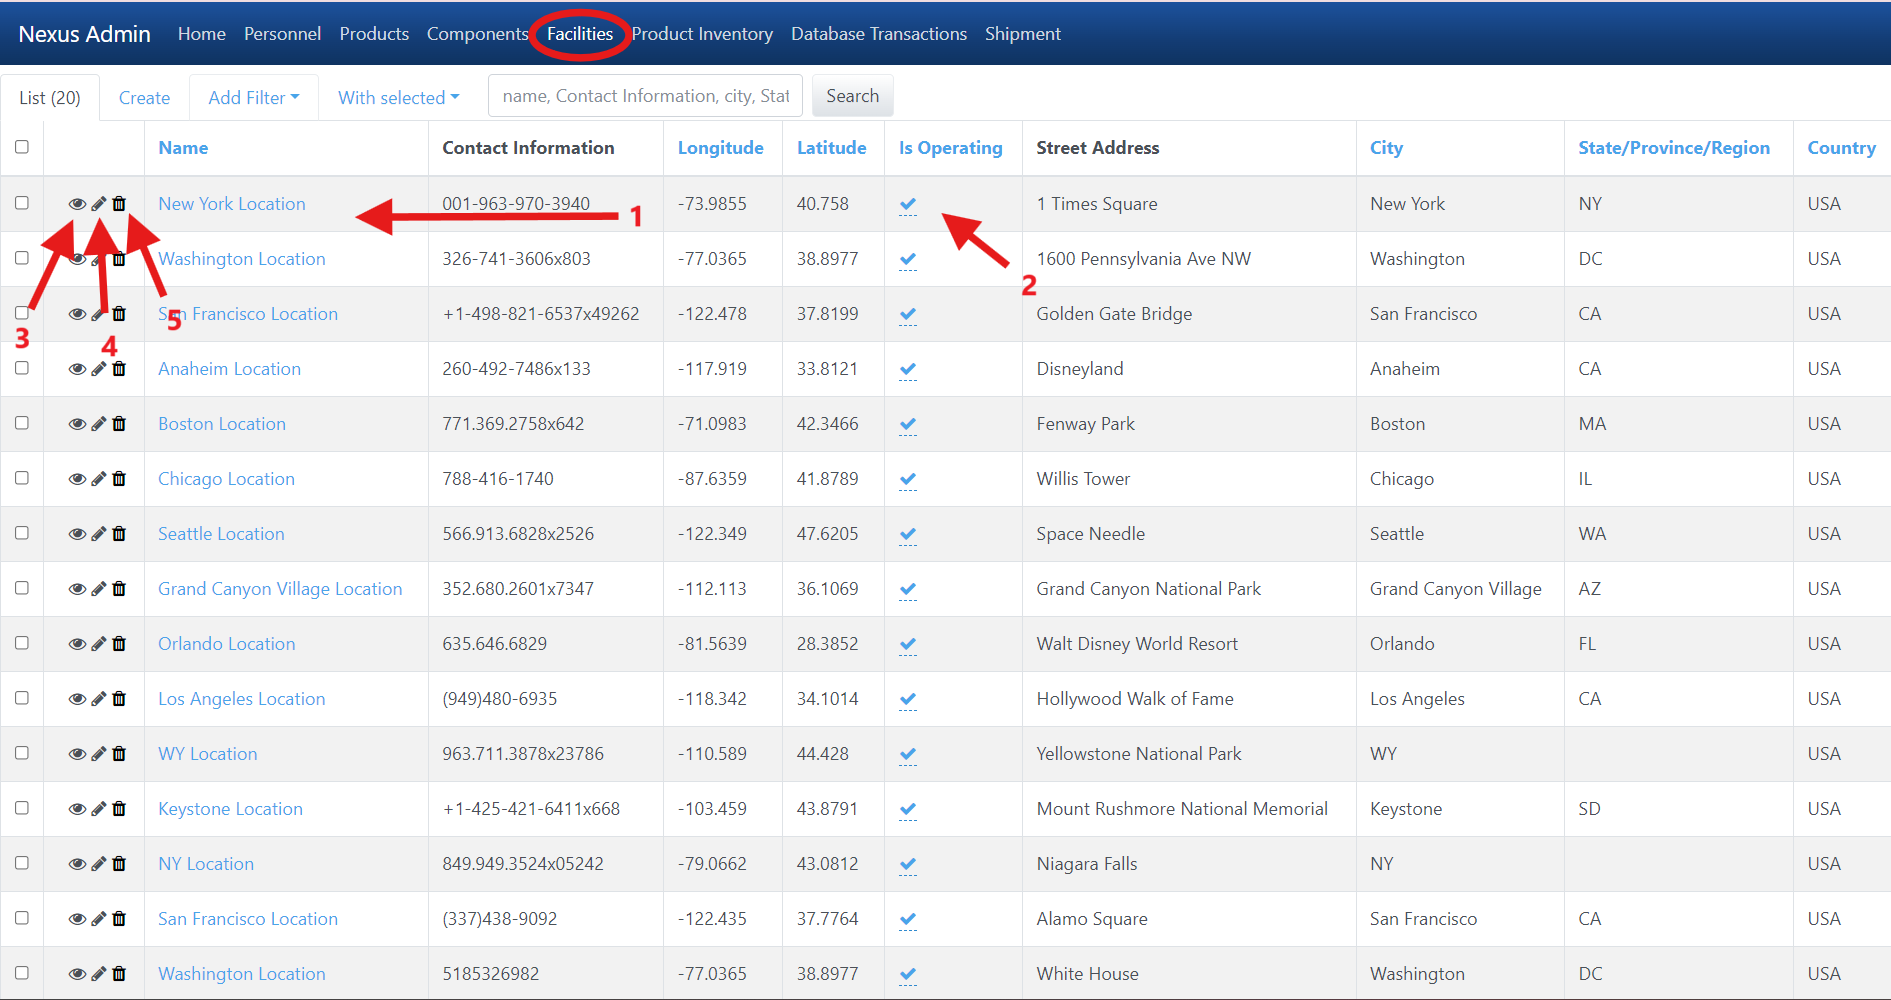 Nexus Admin Home Personnel Products Components Facilities Product Inventory Database Transactions Shipment
List (20) Create Add Filter With selected name, Contact Information, city, Stat Search
Name Contact Information Longitude Latitude Is Operating Street Address City State/Province/Region Country
New York Location 001-963-970-3940 -73.9855 40.758 1 Times Square New York NY USA
1
Washington Location 326-741-3606x803 -77.0365 38.8977 1600 Pennsylvania Ave NW Washington DC USA
2
San Francisco Location +1-498-821-6537x49262 -122.478 37.8199 Golden Gate Bridge San Francisco CA USA
5
3
4
Anaheim Location 260-492-7486x133 -117.919 33.8121 Disneyland Anaheim CA USA
Boston Location 771.369.2758x642 -71.0983 42.3466 Fenway Park Boston MA USA
Chicago Location 788-416-1740 -87.6359 41.8789 Willis Tower Chicago IL USA
Seattle Location 566.913.6828x2526 -122.349 47.6205 Space Needle Seattle WA USA
Grand Canyon Village Location 352.680.2601x7347 -112.113 36.1069 Grand Canyon National Park Grand Canyon Village AZ USA
Orlando Location 635.646.6829 -81.5639 28.3852 Walt Disney World Resort Orlando FL USA
Los Angeles Location (949)480-6935 -118.342 34.1014 Hollywood Walk of Fame Los Angeles CA USA
WY Location 963.711.3878x23786 -110.589 44.428 Yellowstone National Park WY USA
Keystone Location +1-425-421-6411x668 -103.459 43.8791 Mount Rushmore National Memorial Keystone SD USA
NY Location 849.949.3524x05242 -79.0662 43.0812 Niagara Falls NY USA
San Francisco Location (337)438-9092 -122.435 37.7764 Alamo Square San Francisco CA USA
Washington Location 5185326982 -77.0365 38.8977 White House Washington DC USA